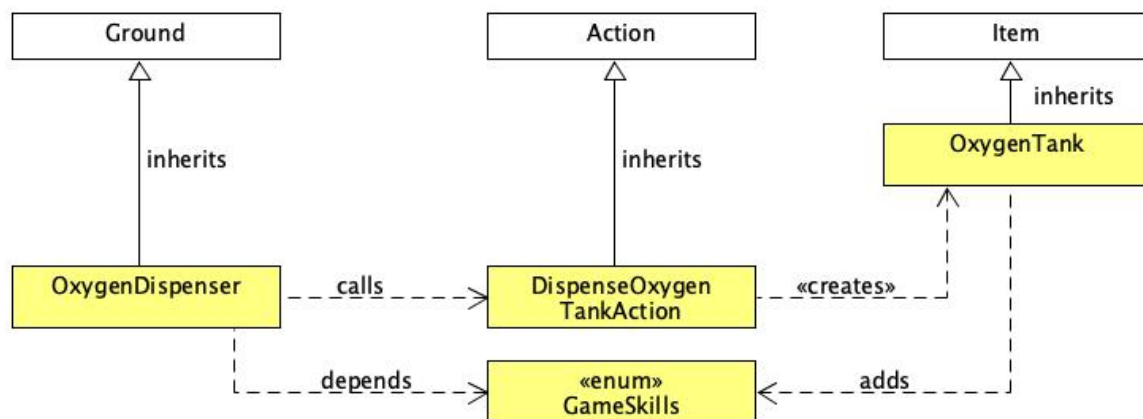 Ground
Action
Item
inherits
OxygenTank
inherits
inherits
OxygenDispenser
calls
DispenseOxygen
TankAction
«creates»
depends
«enum»
GameSkills
adds